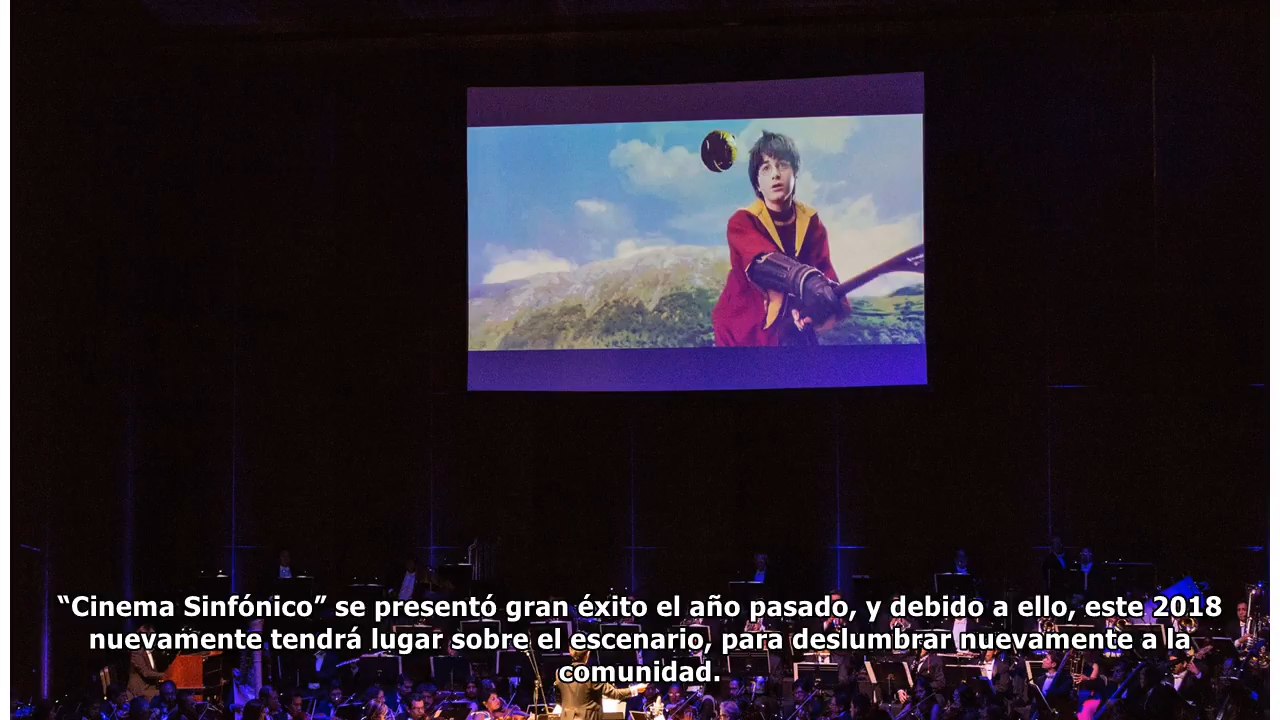 “Cinema Sinfónico” se presentó gran éxito el año pasado, y debido a ello, este 2018
nuevamente tendrá lugar sobre el escenario, para deslumbrar nuevamente a la
comunidad.